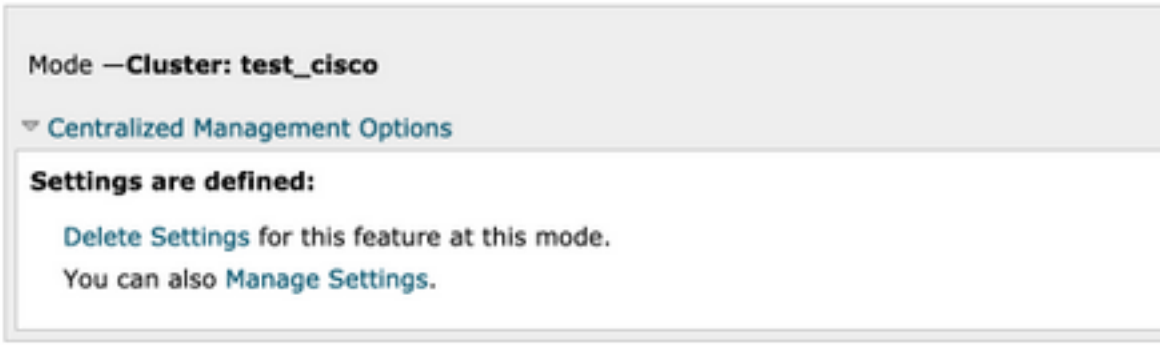 Mode —Cluster: test_cisco
Centralized Management Options
Settings are defined:
Delete Settings for this feature at this mode.
You can also Manage Settings.